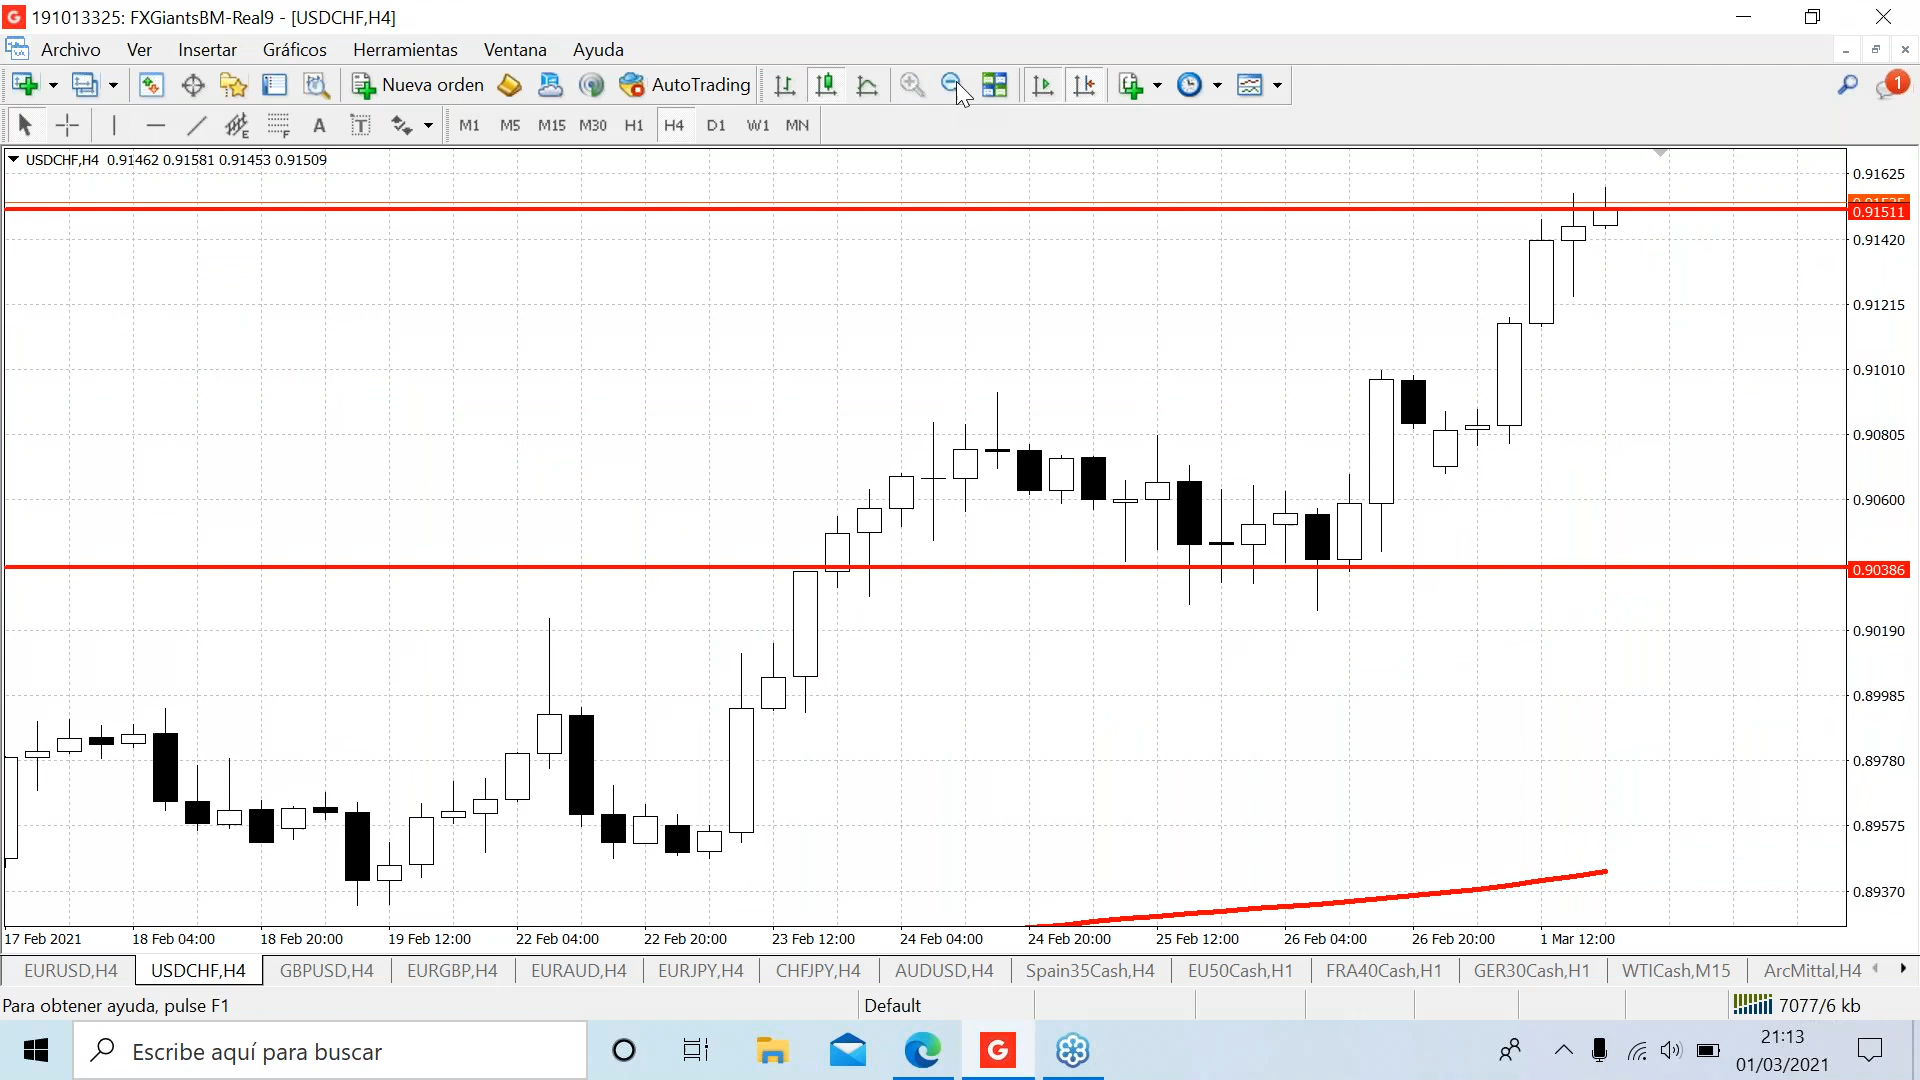 191013325: FXGiantsBM-Real9 - [USDCHF,H4]
Archivo Ver Insertar Gráficos Herramientas Ventana Ayuda
Nueva orden AutoTrading 1
A T M1 M5 M15 M30 H1 H4 D1 W1 MN
USDCHF,H4 0.91462 0.91581 0.91453 0.91509
0.91625
0.91511
0.91420
0.91215
0.91010
0.90805
0.90600
0.90386
0.90190
0.89985
0.89780
0.89575
0.89370
17 Feb 2021 18 Feb 04:00 18 Feb 20:00 19 Feb 12:00 22 Feb 04:00 22 Feb 20:00 23 Feb 12:00 24 Feb 04:00 24 Feb 20:00 25 Feb 12:00 26 Feb 04:00 26 Feb 20:00 1 Mar 12:00
EURUSD,H4 USDCHF,H4 GBPUSD,H4 EURGBP,H4 EURAUD,H4 EURJPY,H4 CHFJPY,H4 AUDUSD,H4 Spain35Cash,H4 EU50Cash,H1 FRA40Cash,H1 GER30Cash,H1 WTICash,M15 ArcMittal,H4
Para obtener ayuda, pulse F1 Default 7077/6 kb
Escribe aquí para buscar
21:13
01/03/2021